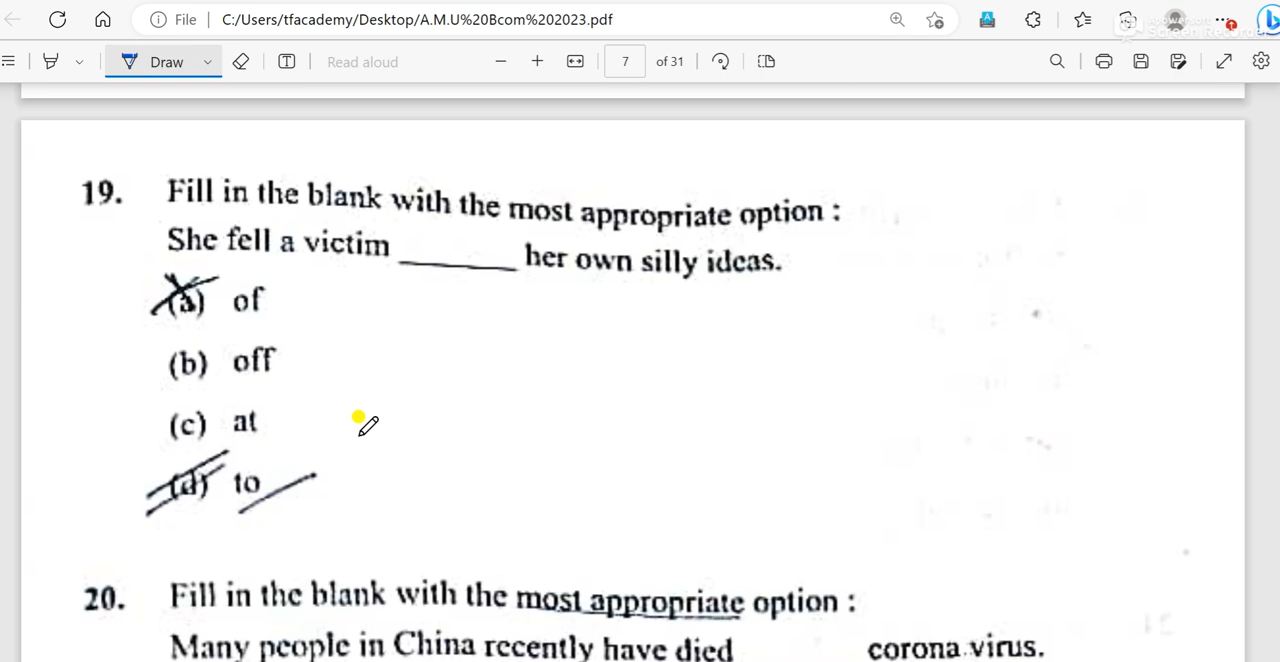 File
C:/Users/tfacademy/Desktop/A.M.U%20Bcom%202023.pdf
Draw
Read aloud
7
of 31
19. Fill in the blank with the most appropriate option :
She fell a victim ________ her own silly ideas.
(a) of
(b) off
(c) at
(d) to
20. Fill in the blank with the most appropriate option :
Many people in China recently have died corona virus.